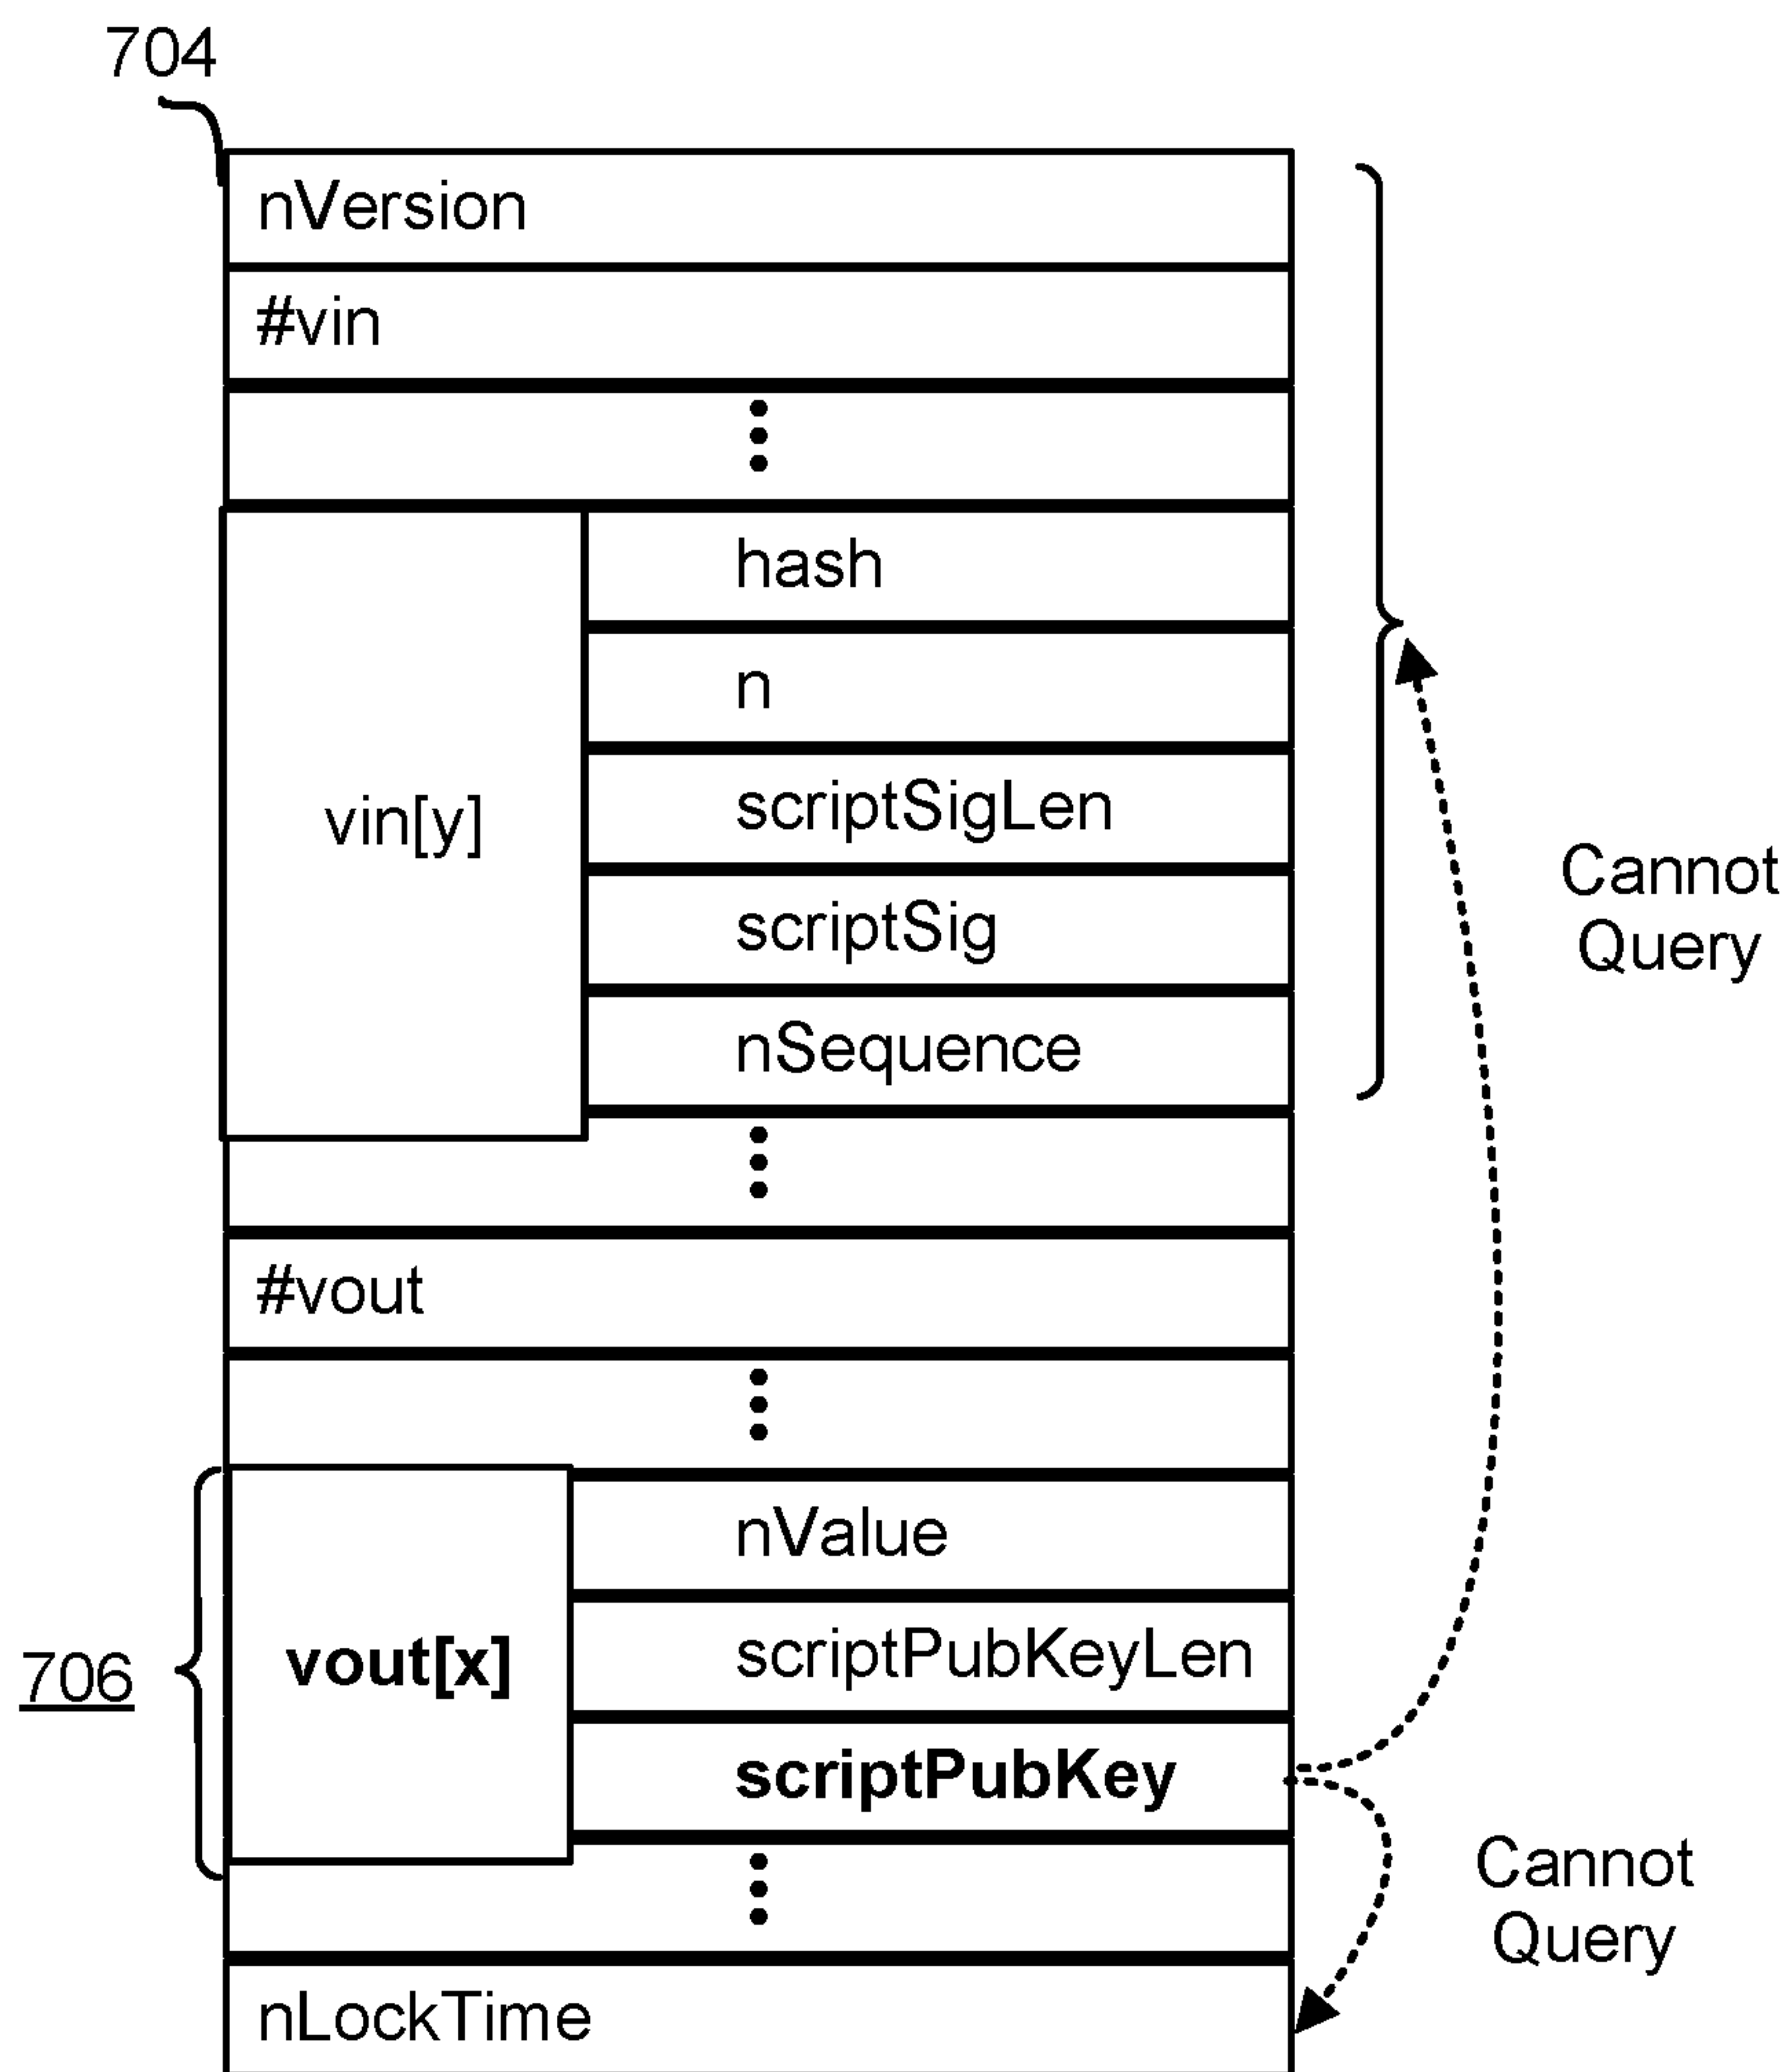 704
nVersion
#vin
hash
n
vin[y]
scriptSigLen
scriptSig
nSequence
Cannot
Query
#vout
nValue
706
vout[x]
scriptPubKeyLen
scriptPubKey
Cannot
Query
nLockTime